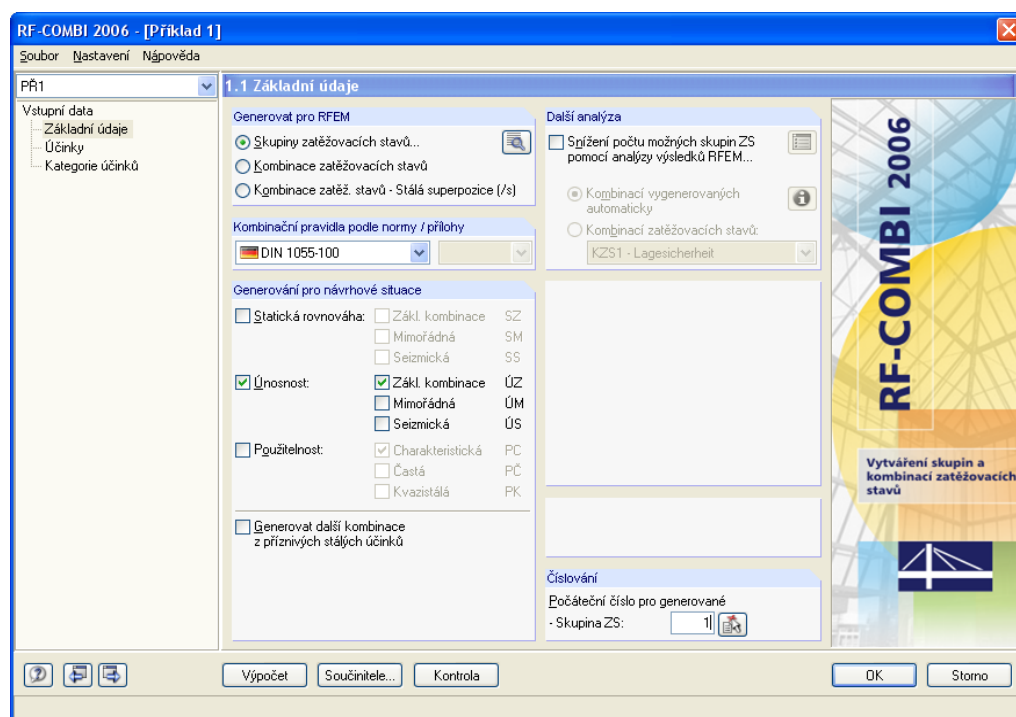 RF-COMBI 2006 - [Příklad 1]
Soubor Nastavení Nápověda
PŘ1
Vstupní data
Základní údaje
Účinky
Kategorie účinků
1.1 Základní údaje
Generovat pro RFEM
Skupiny zatěžovacích stavů...
Kombinace zatěžovacích stavů
Kombinace zatěž. stavů - Stálá superpozice (/s)
Kombinační pravidla podle normy / přílohy
DIN 1055-100
Generování pro návrhové situace
Statická rovnováha: Zákl. kombinace SZ
Mimořádná SM
Seizmická SS
Únosnost: Zákl. kombinace ÚZ
Mimořádná ÚM
Seizmická ÚS
Použitelnost: Charakteristická PC
Častá PČ
Kvazistálá PK
Generovat další kombinace
z příznivých stálých účinků
Další analýza
Snížení počtu možných skupin ZS
pomocí analýzy výsledků RFEM...
Kombinací vygenerovaných
automaticky
Kombinací zatěžovacích stavů:
KZS1 - Lagesicherheit
Číslování
Počáteční číslo pro generované
- Skupina ZS: 1
RF-COMBI 2006
Vytváření skupin a
kombinací zatěžovacích
stavů
Výpočet Součinitele... Kontrola OK Storno